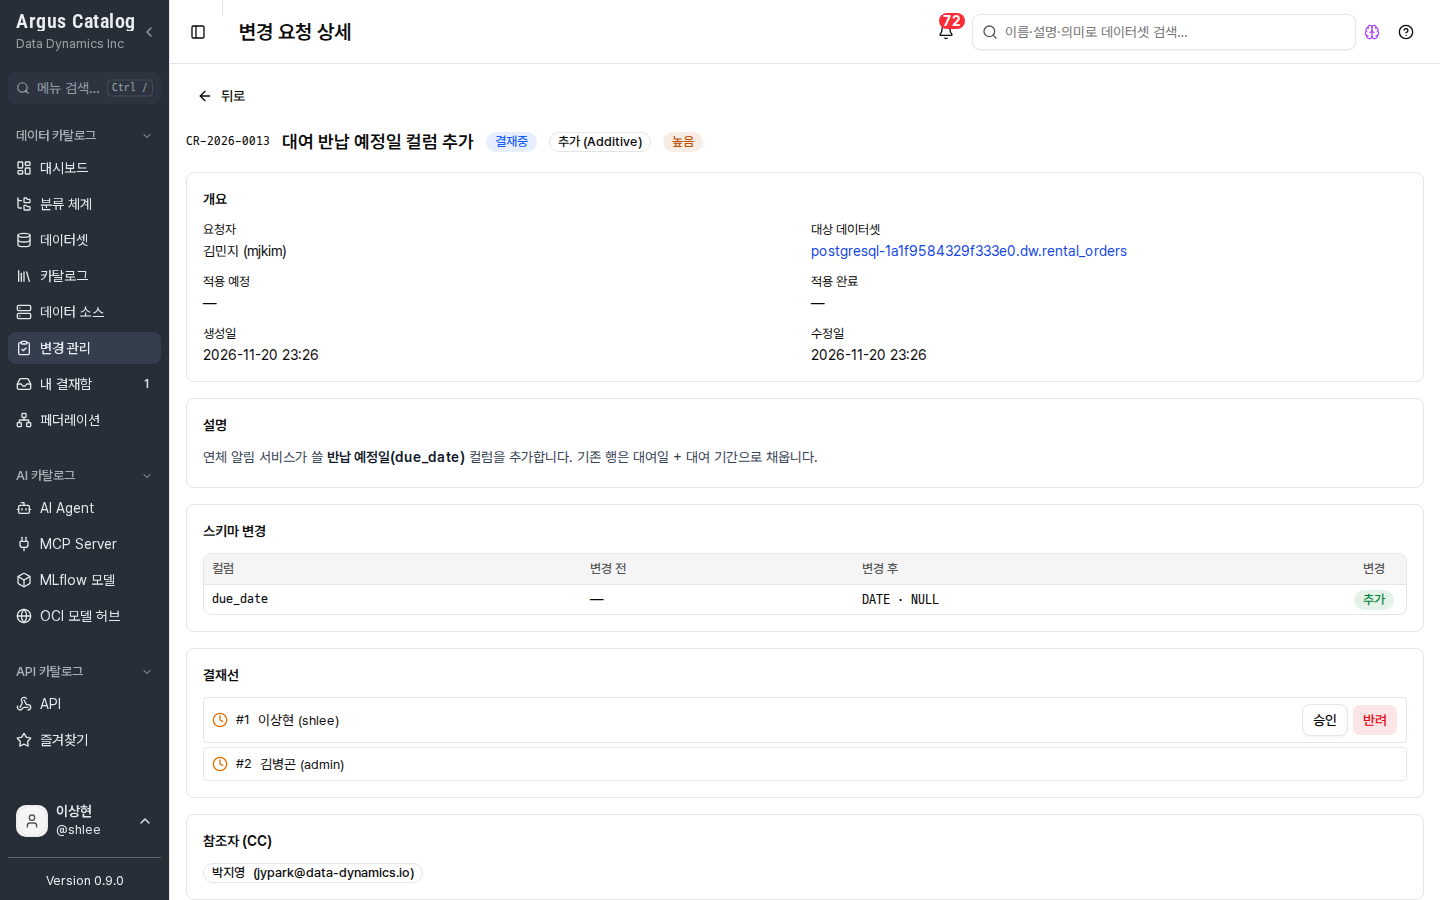 Argus Catalog
Data Dynamics Inc
메뉴 검색... Ctrl /
데이터 카탈로그
대시보드
분류 체계
데이터셋
카탈로그
데이터 소스
변경 관리
내 결재함 1
페더레이션
AI 카탈로그
AI Agent
MCP Server
MLflow 모델
OCI 모델 허브
API 카탈로그
API
즐겨찾기
이상현
@shlee
Version 0.9.0
변경 요청 상세
72
이름·설명·의미로 데이터셋 검색...
뒤로
CR-2026-0013 대여 반납 예정일 컬럼 추가 결재중 추가 (Additive) 높음
개요
요청자 대상 데이터셋
김민지 (mjkim) postgresql-1a1f9584329f333e0.dw.rental_orders
적용 예정 적용 완료
— —
생성일 수정일
2026-11-20 23:26 2026-11-20 23:26
설명
연체 알림 서비스가 쓸 반납 예정일(due_date) 컬럼을 추가합니다. 기존 행은 대여일 + 대여 기간으로 채웁니다.
스키마 변경
컬럼 변경 전 변경 후 변경
due_date — DATE · NULL 추가
결재선
#1 이상현 (shlee) 승인 반려
#2 김병곤 (admin)
참조자 (CC)
박지영 (jypark@data-dynamics.io)